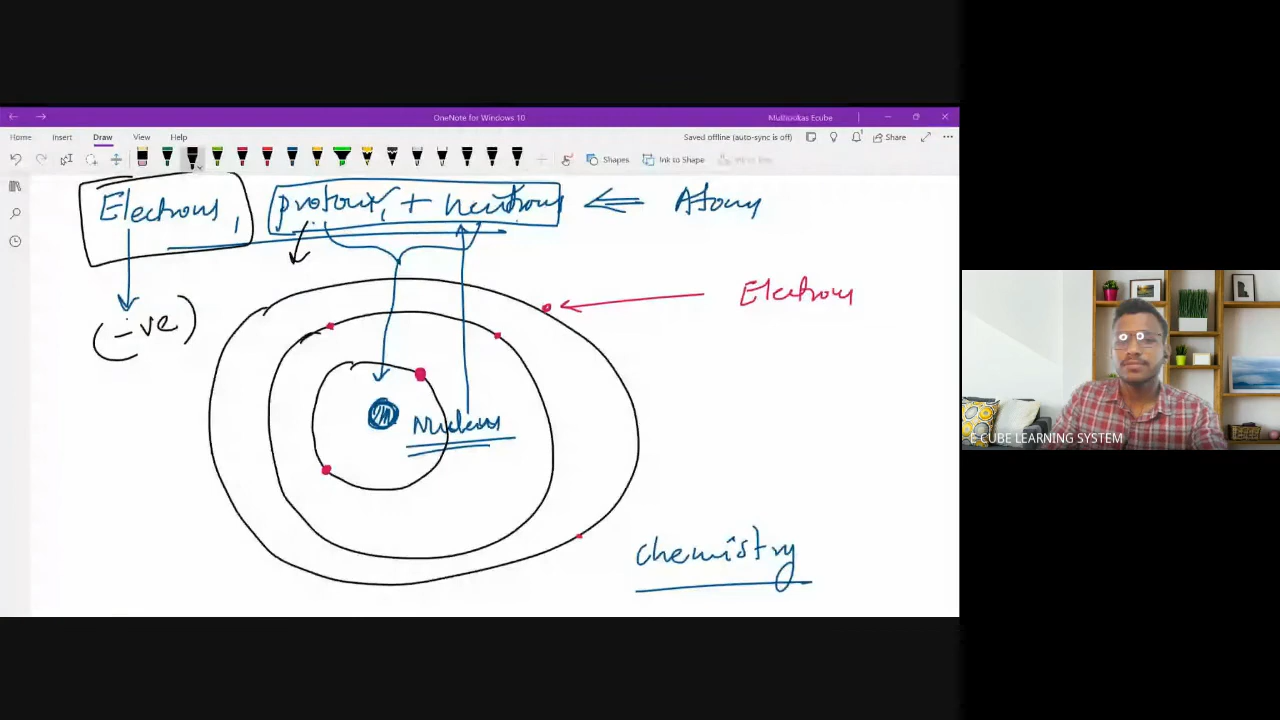 OneNote for Windows 10
Home Insert Draw View Help
Saved offline (auto-sync is off)
Share
Shapes
Ink to Shape
Electrons, protons, + neutrons ⇐ Atoms
(-ve)
Electrons
Nucleus
E CUBE LEARNING SYSTEM
chemistry